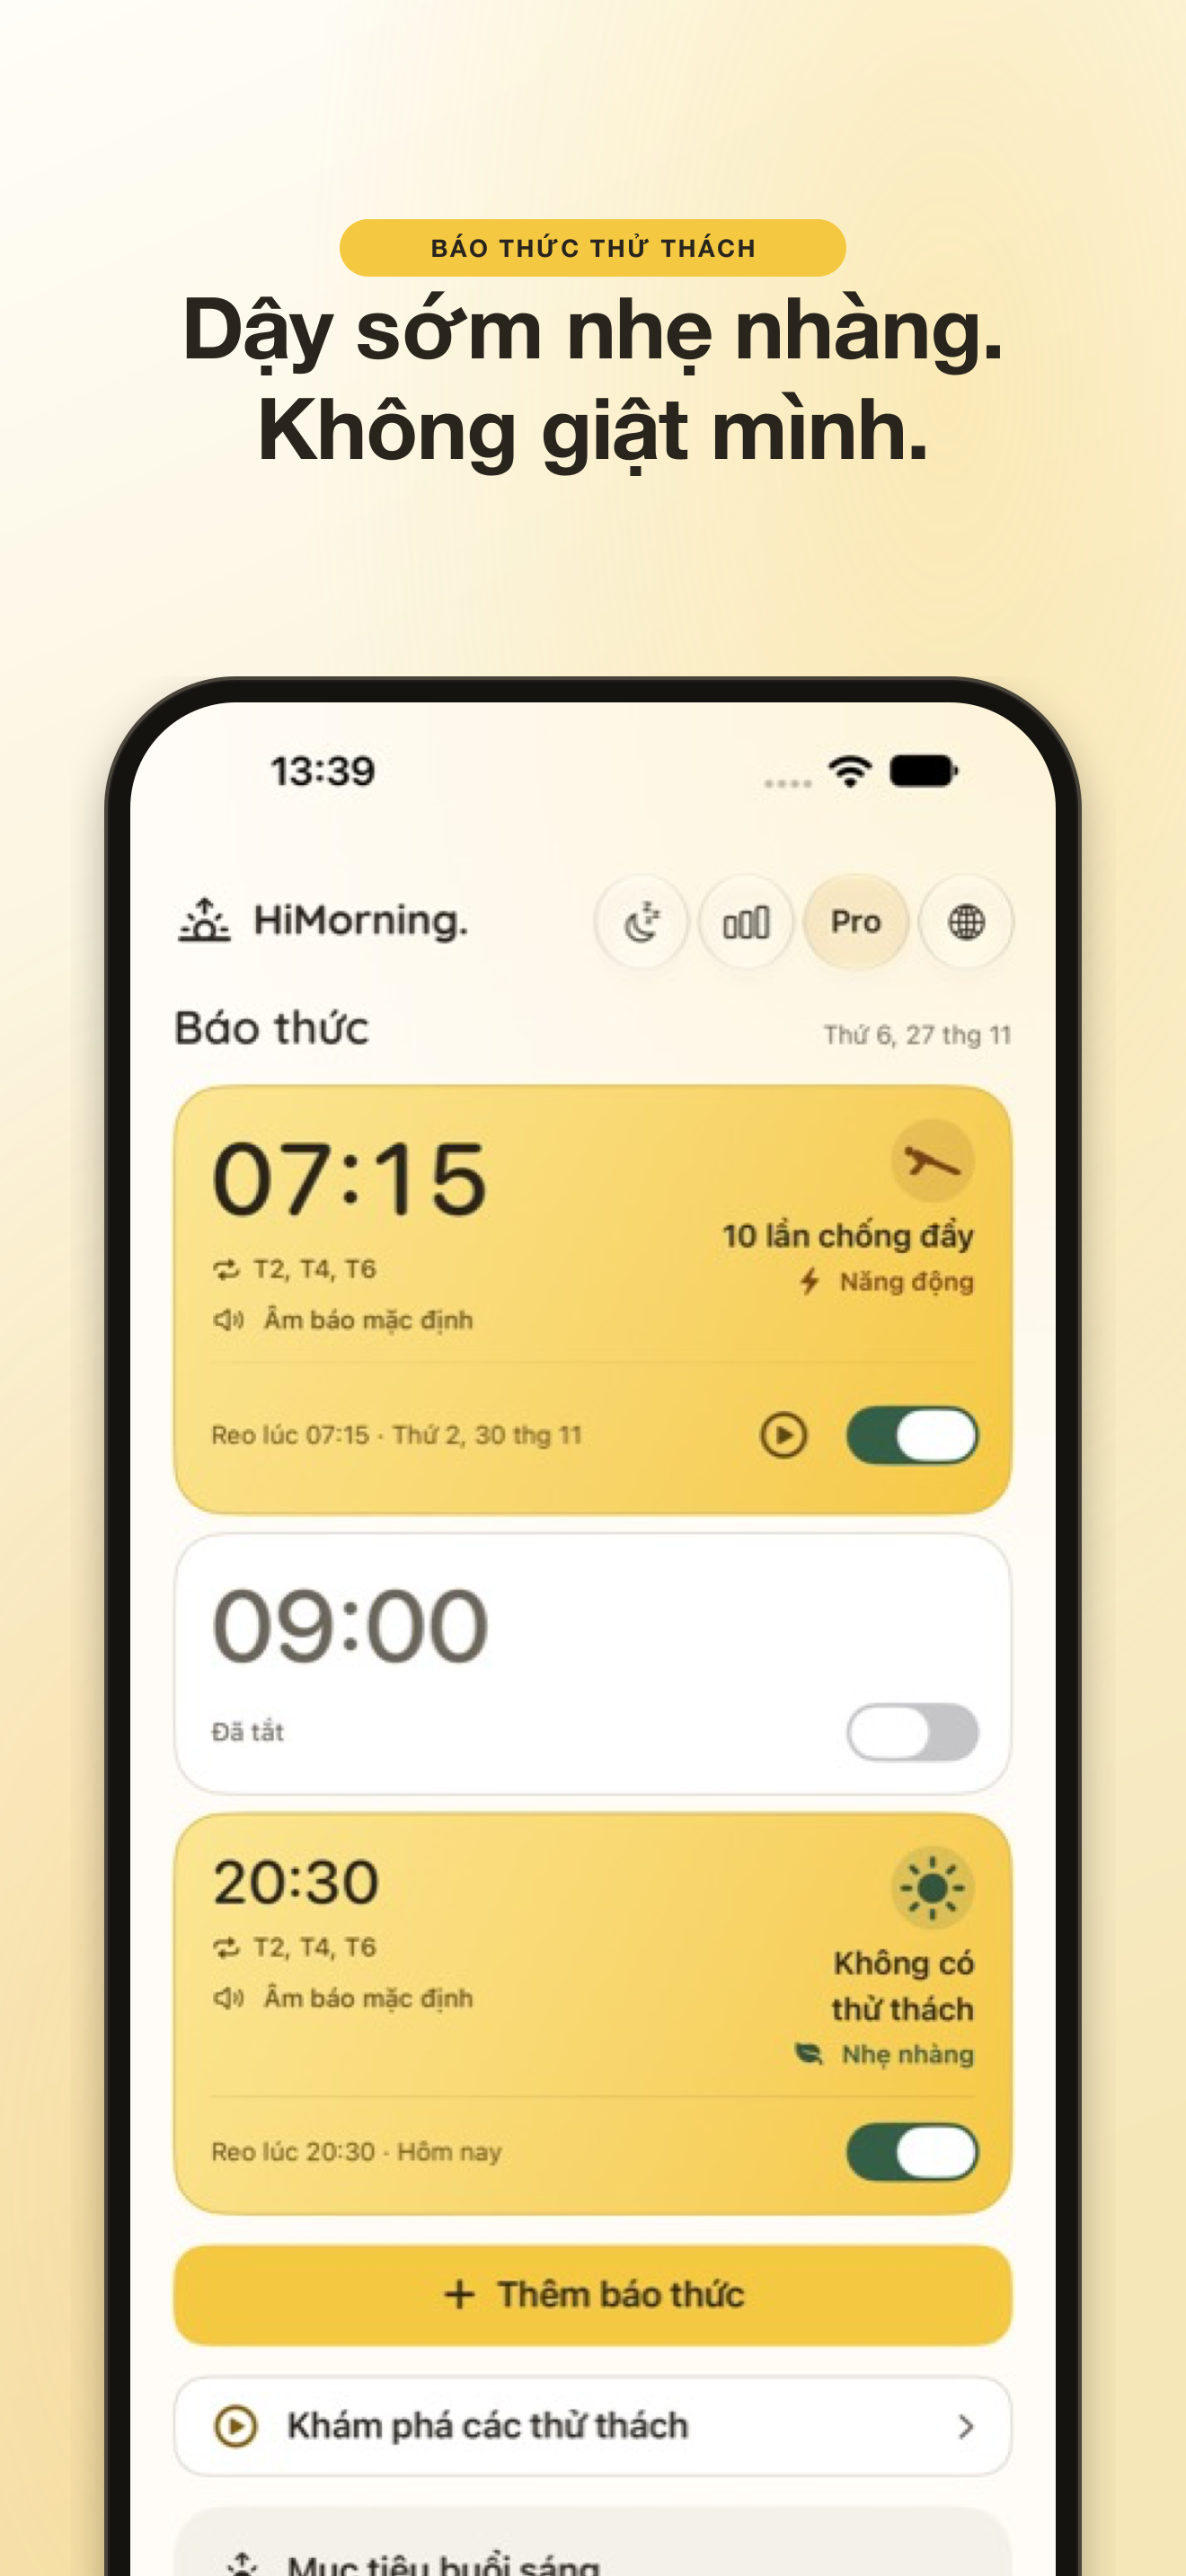 BÁO THỨC THỬ THÁCH
Dậy sớm nhẹ nhàng.
Không giật mình.
13:39
HiMorning.
Pro
Báo thức
Thứ 6, 27 thg 11
07:15
10 lần chống đẩy
T2, T4, T6
Năng động
Âm báo mặc định
Reo lúc 07:15 · Thứ 2, 30 thg 11
09:00
Đã tắt
20:30
T2, T4, T6
Không có
thử thách
Âm báo mặc định
Nhẹ nhàng
Reo lúc 20:30 · Hôm nay
+ Thêm báo thức
Khám phá các thử thách
Mục tiêu buổi sáng